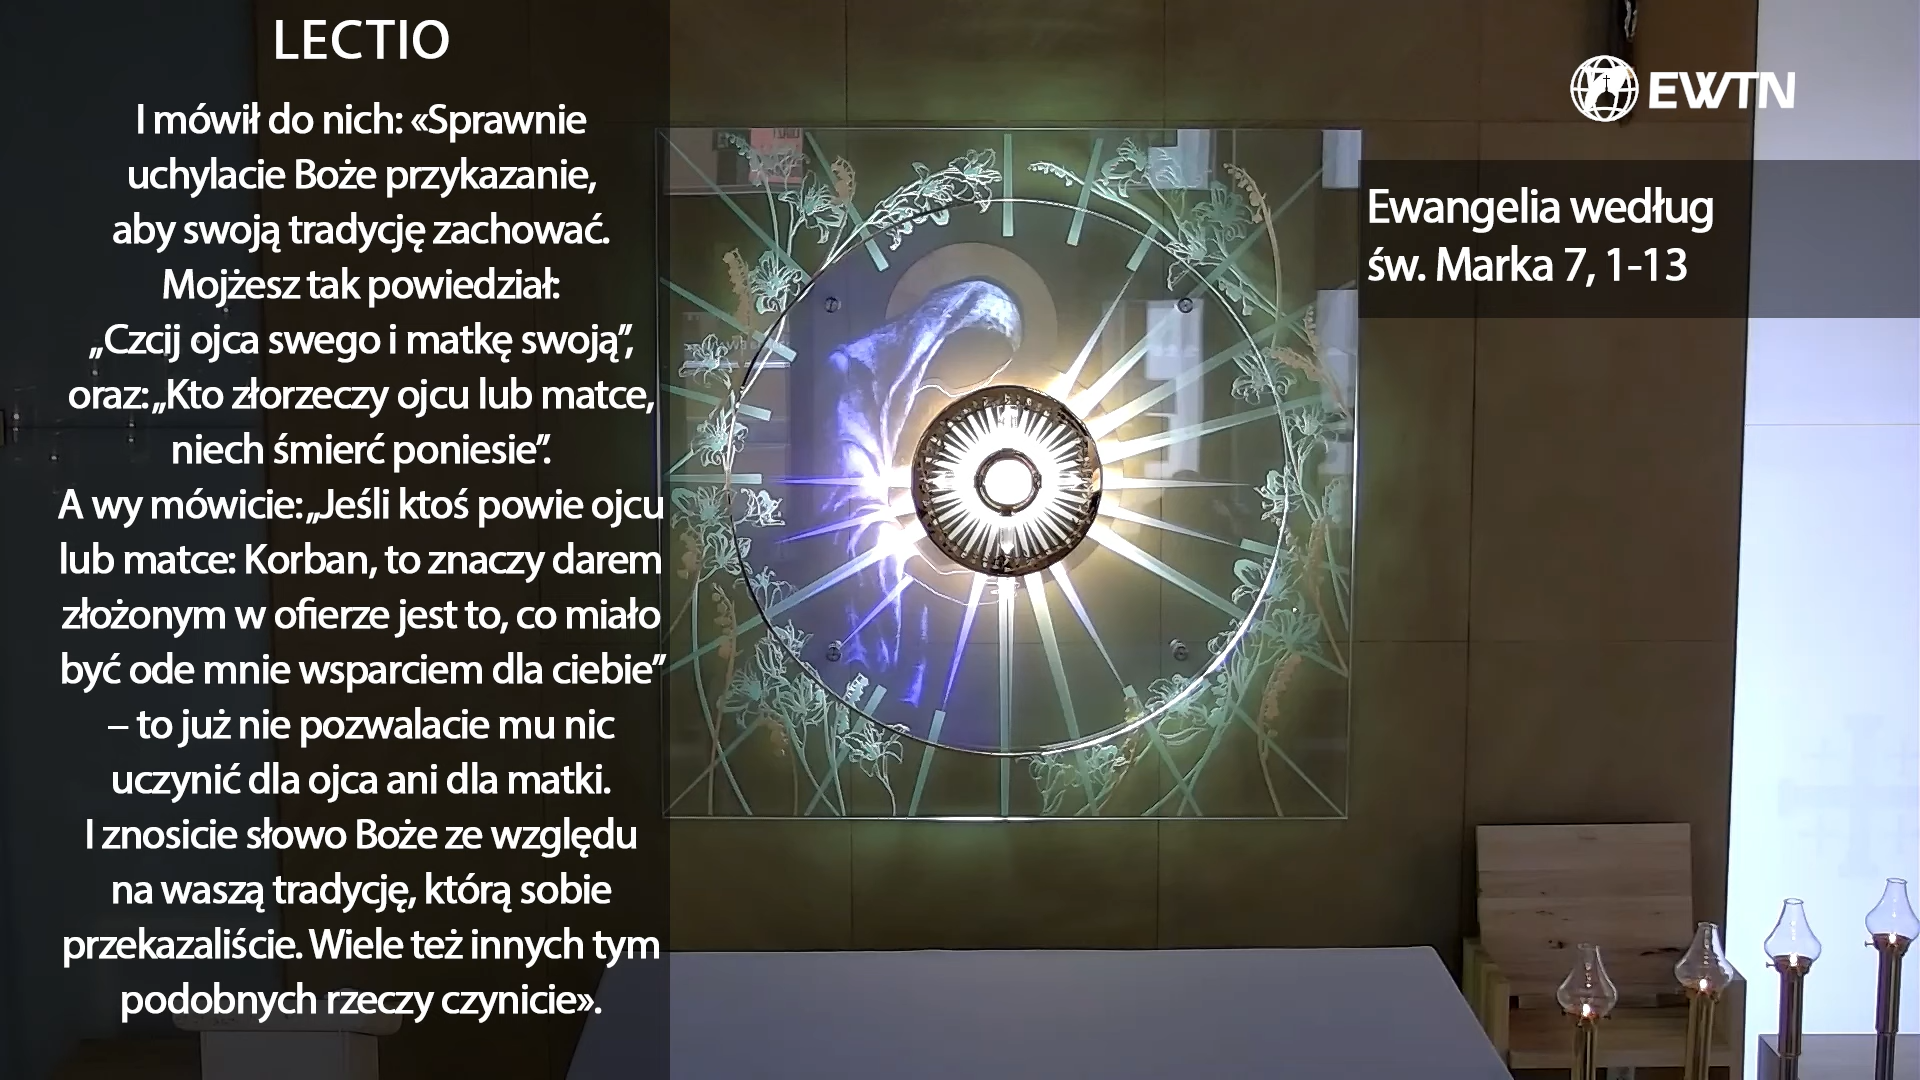 LECTIO
I mówił do nich: «Sprawnie
uchylacie Boże przykazanie,
aby swoją tradycję zachować.
Mojżesz tak powiedział:
„Czcij ojca swego i matkę swoją”,
oraz: „Kto złorzeczy ojcu lub matce,
niech śmierć poniesie”.
A wy mówicie: „Jeśli ktoś powie ojcu
lub matce: Korban, to znaczy darem
złożonym w ofierze jest to, co miało
być ode mnie wsparciem dla ciebie”
– to już nie pozwalacie mu nic
uczynić dla ojca ani dla matki.
I znosicie słowo Boże ze względu
na waszą tradycję, którą sobie
przekazaliście. Wiele też innych tym
podobnych rzeczy czynicie».
EWTN
Ewangelia według
św. Marka 7, 1-13